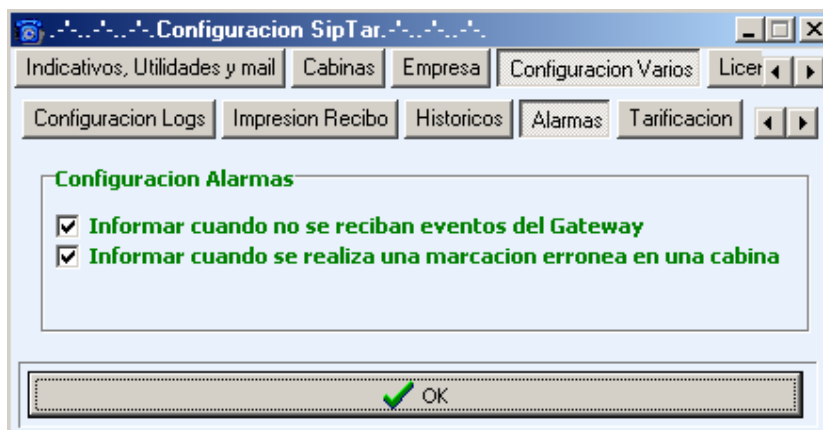 .-'-..-'-..-'-.Configuracion SipTar.-'-..-'-..-'-.
Indicativos, Utilidades y mail Cabinas Empresa Configuracion Varios Licer
Configuracion Logs Impresion Recibo Historicos Alarmas Tarificacion
Configuracion Alarmas
Informar cuando no se reciban eventos del Gateway
Informar cuando se realiza una marcacion erronea en una cabina
OK